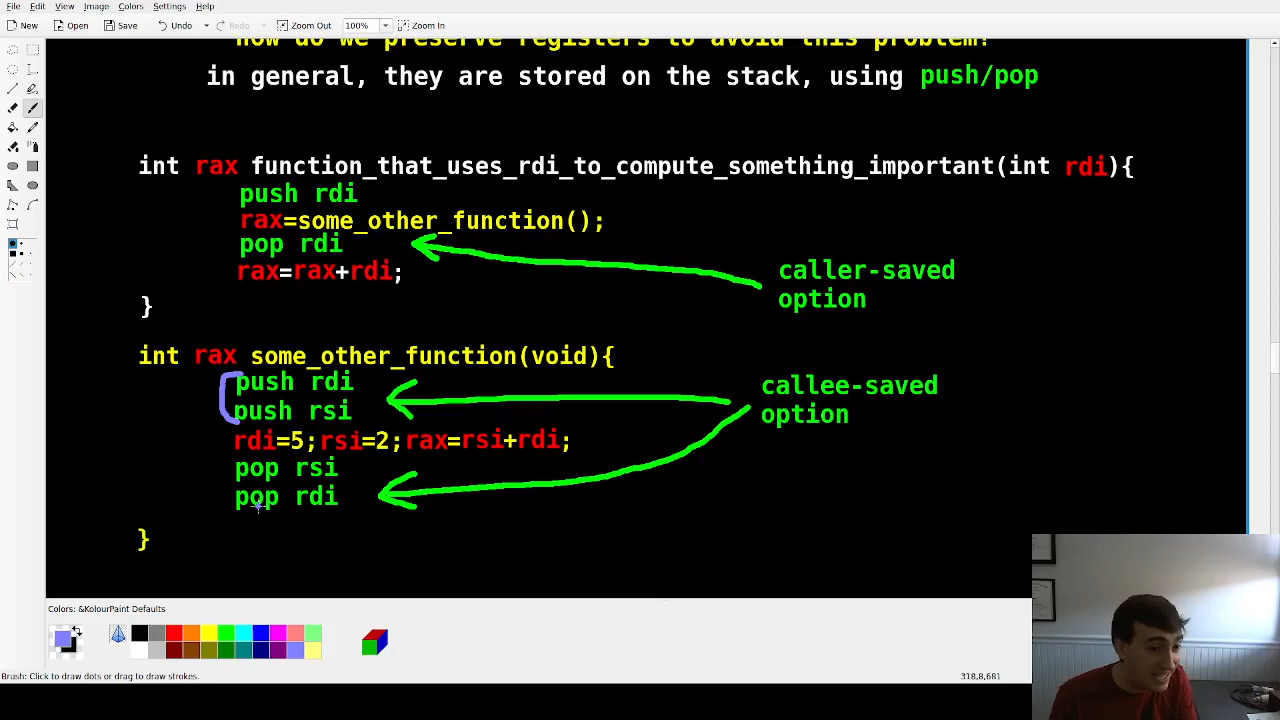 File Edit View Image Colors Settings Help
New Open Save Undo Redo Zoom Out 100% Zoom In
how do we preserve registers to avoid this problem?
in general, they are stored on the stack, using push/pop
int rax function_that_uses_rdi_to_compute_something_important(int rdi){
push rdi
rax=some_other_function();
pop rdi
rax=rax+rdi;
}
caller-saved
option
int rax some_other_function(void){
push rdi
push rsi
rdi=5;rsi=2;rax=rsi+rdi;
pop rsi
pop rdi
}
callee-saved
option
Colors: &KolourPaint Defaults
Brush: Click to draw dots or drag to draw strokes.
318,8,681